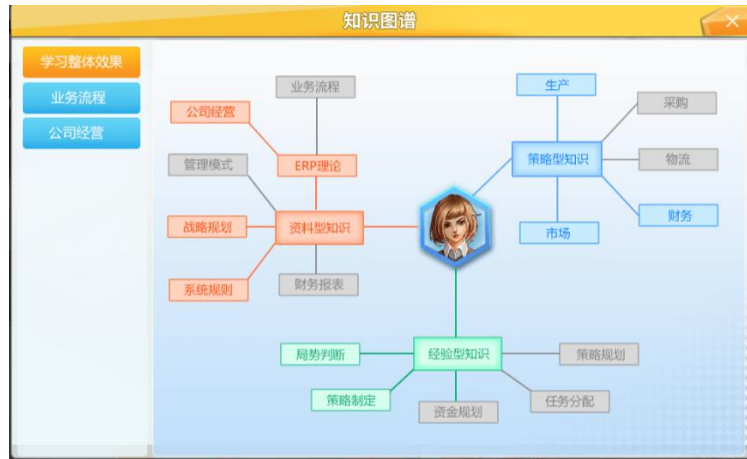 知识图谱
学习整体效果
业务流程
公司经营
业务流程
公司经营
管理模式
ERP理论
战略规划
资料型知识
系统规则
财务报表
生产
采购
策略型知识
物流
财务
市场
局势判断
经验型知识
策略规划
策略制定
资金规划
任务分配